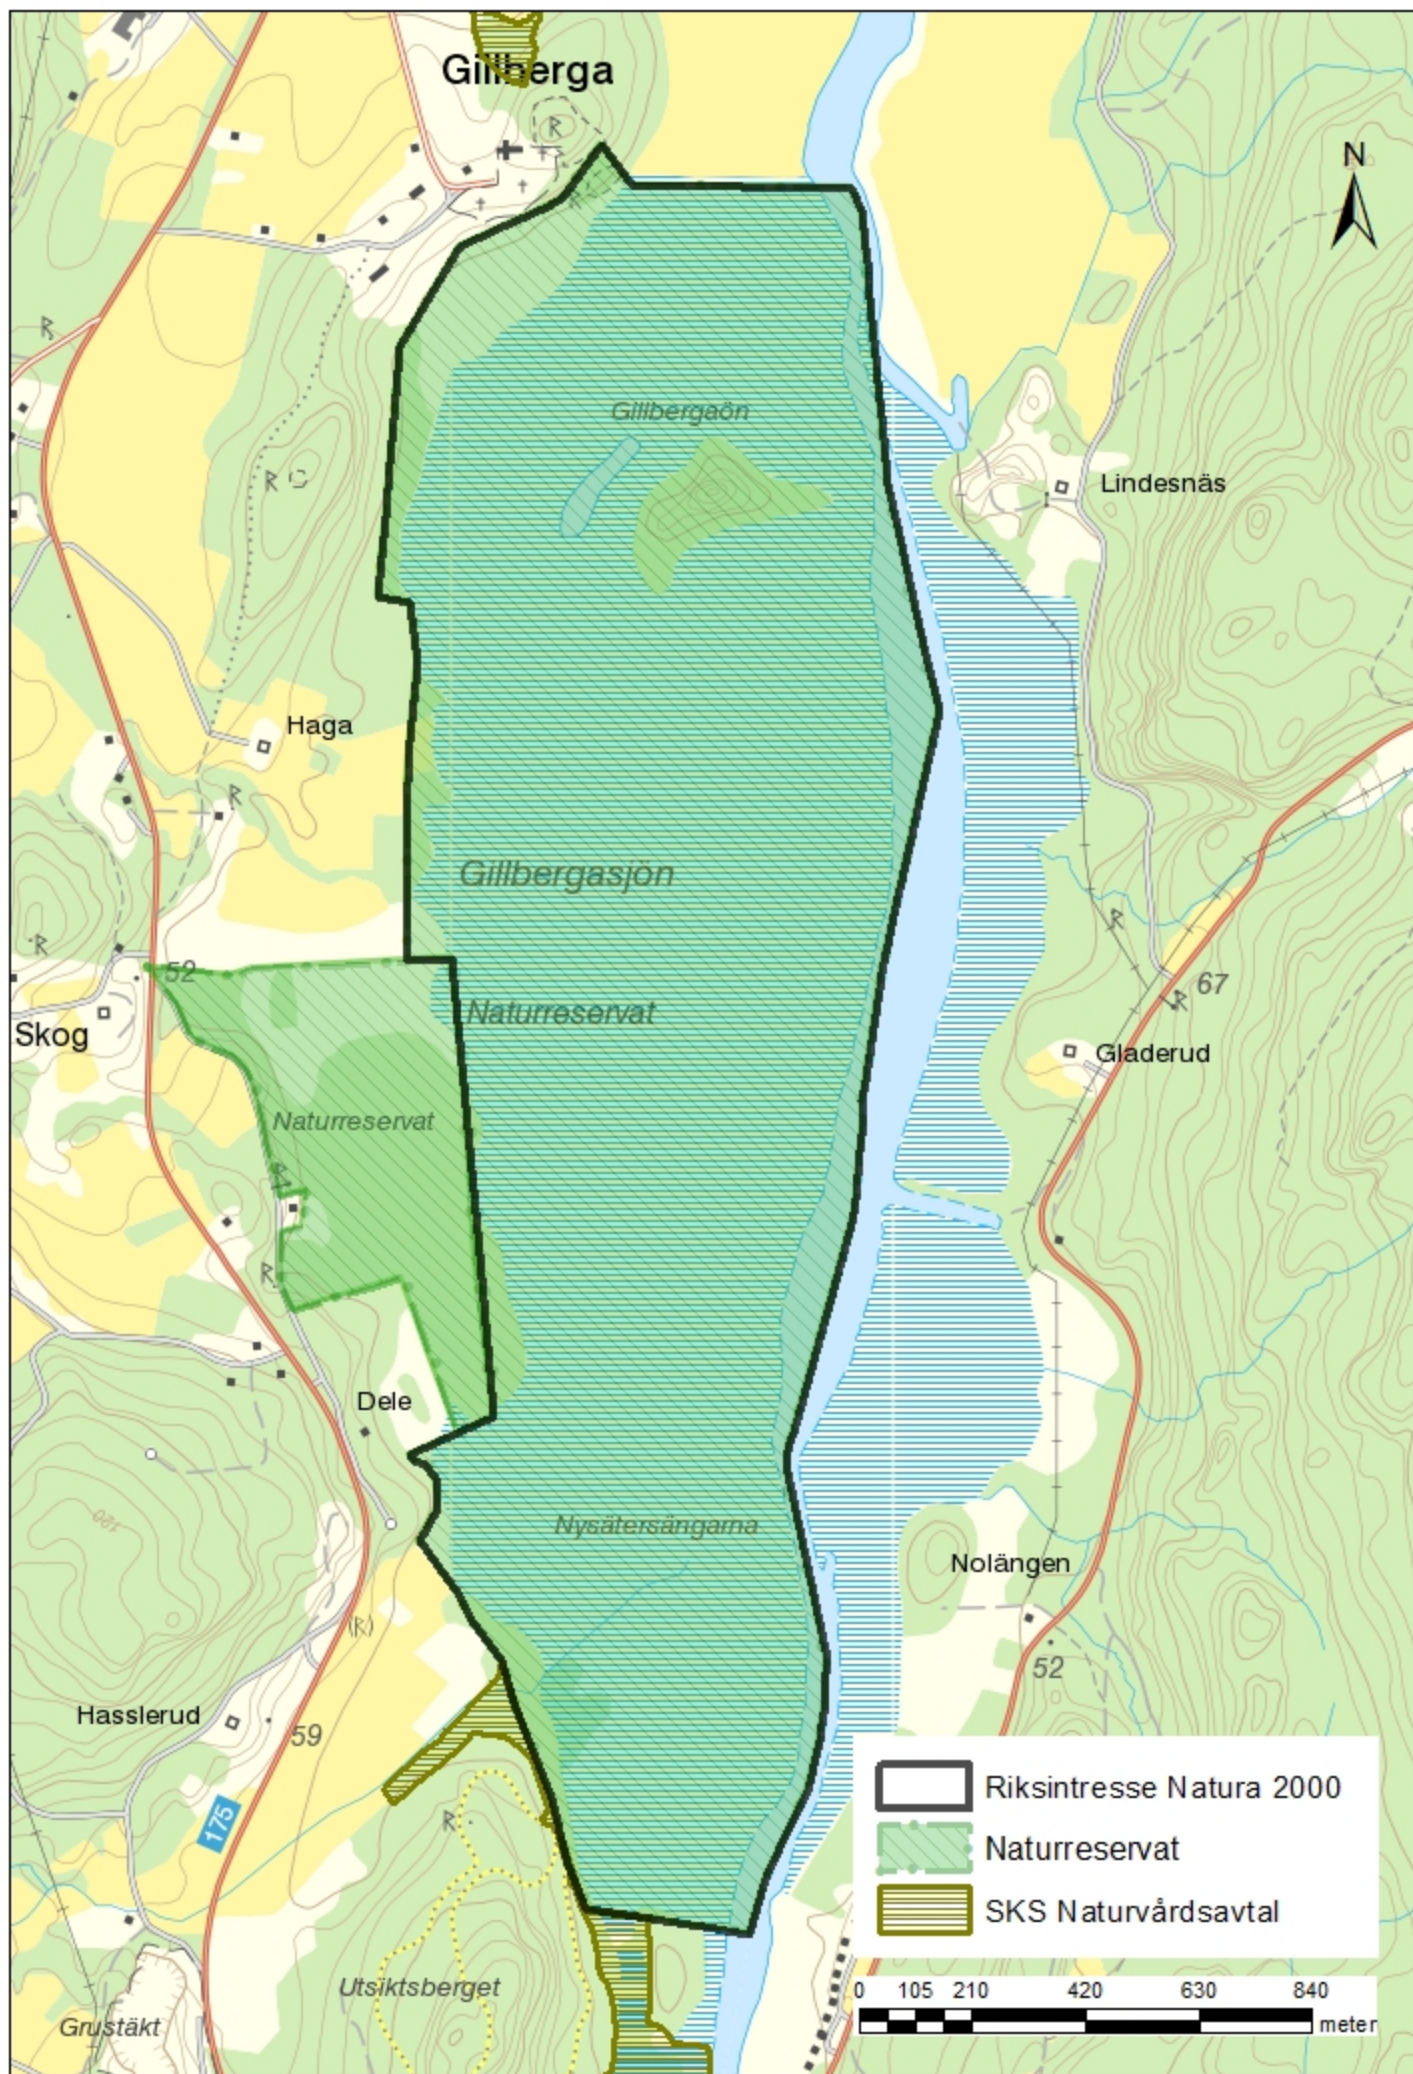 Gillberga
N
R
R
R
Gillbergaön
R
Lindesnäs
Haga
R
Gillbergasjön
R
R
52
67
Naturreservat
R
Skog
Gladerud
Naturreservat
R
Dele
120
Nysätersängarna
Nolängen
(R)
52
Hasslerud
59
175
R
Riksintresse Natura 2000
Naturreservat
SKS Naturvårdsavtal
Utsiktsberget
0 105 210 420 630 840
meter
Grustäkt